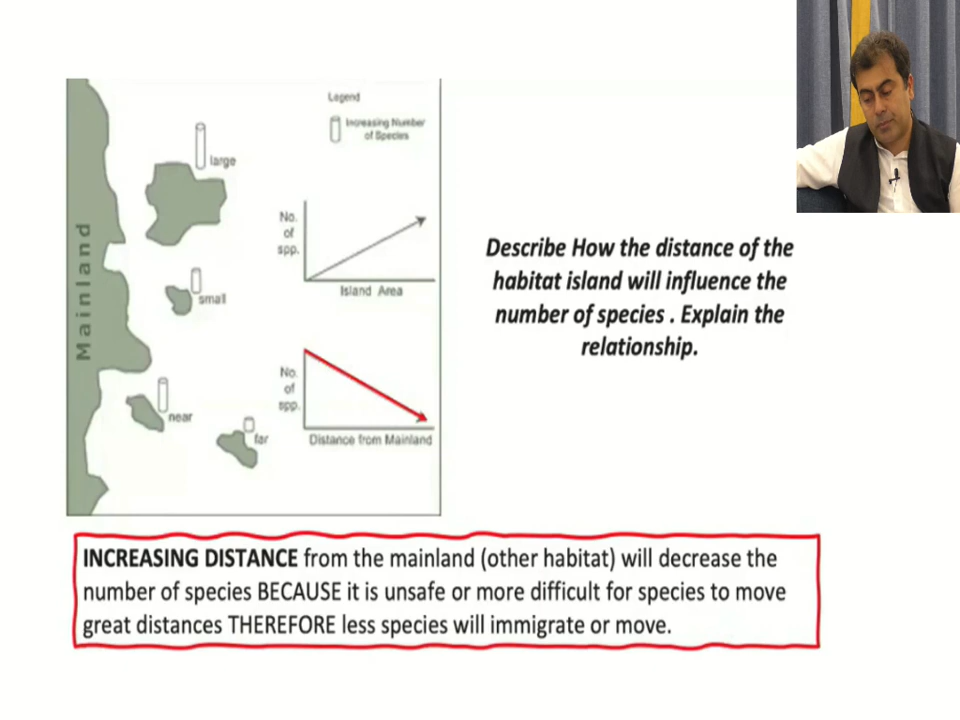 Mainland
Legend
Increasing Number
of Species
large
No.
of
spp.
Island Area
small
near
far
No.
of
spp.
Distance from Mainland
Describe How the distance of the
habitat island will influence the
number of species . Explain the
relationship.
INCREASING DISTANCE from the mainland (other habitat) will decrease the
number of species BECAUSE it is unsafe or more difficult for species to move
great distances THEREFORE less species will immigrate or move.